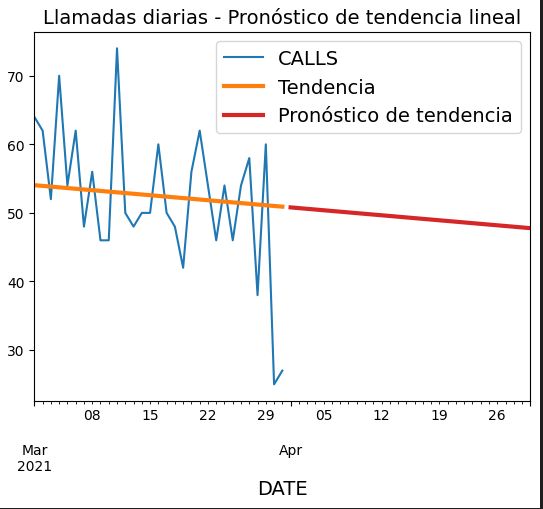 Llamadas diarias - Pronóstico de tendencia lineal
CALLS
Tendencia
Pronóstico de tendencia
70
60
50
40
30
08 15 22 29 05 12 19 26
Mar Apr
2021
DATE